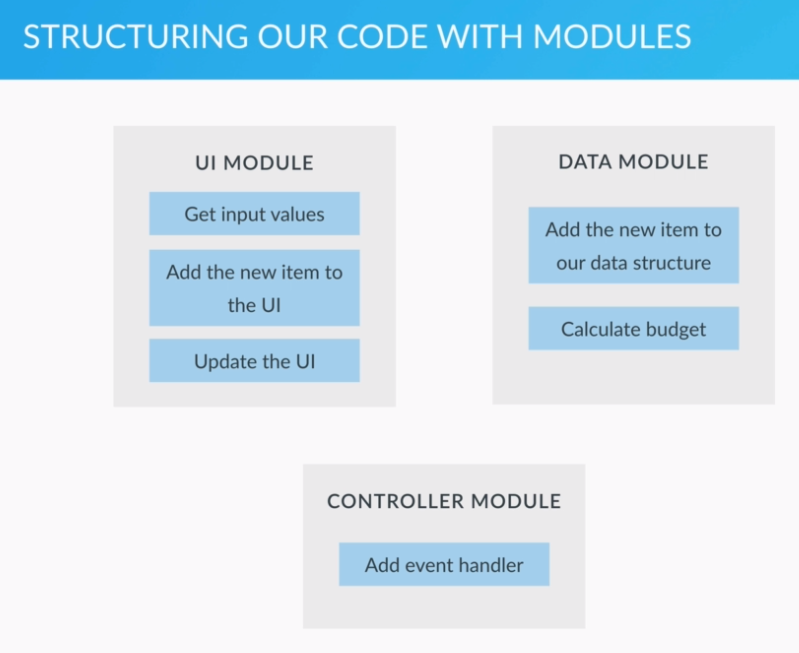 STRUCTURING OUR CODE WITH MODULES
UI MODULE
Get input values
Add the new item to
the UI
Update the UI
DATA MODULE
Add the new item to
our data structure
Calculate budget
CONTROLLER MODULE
Add event handler